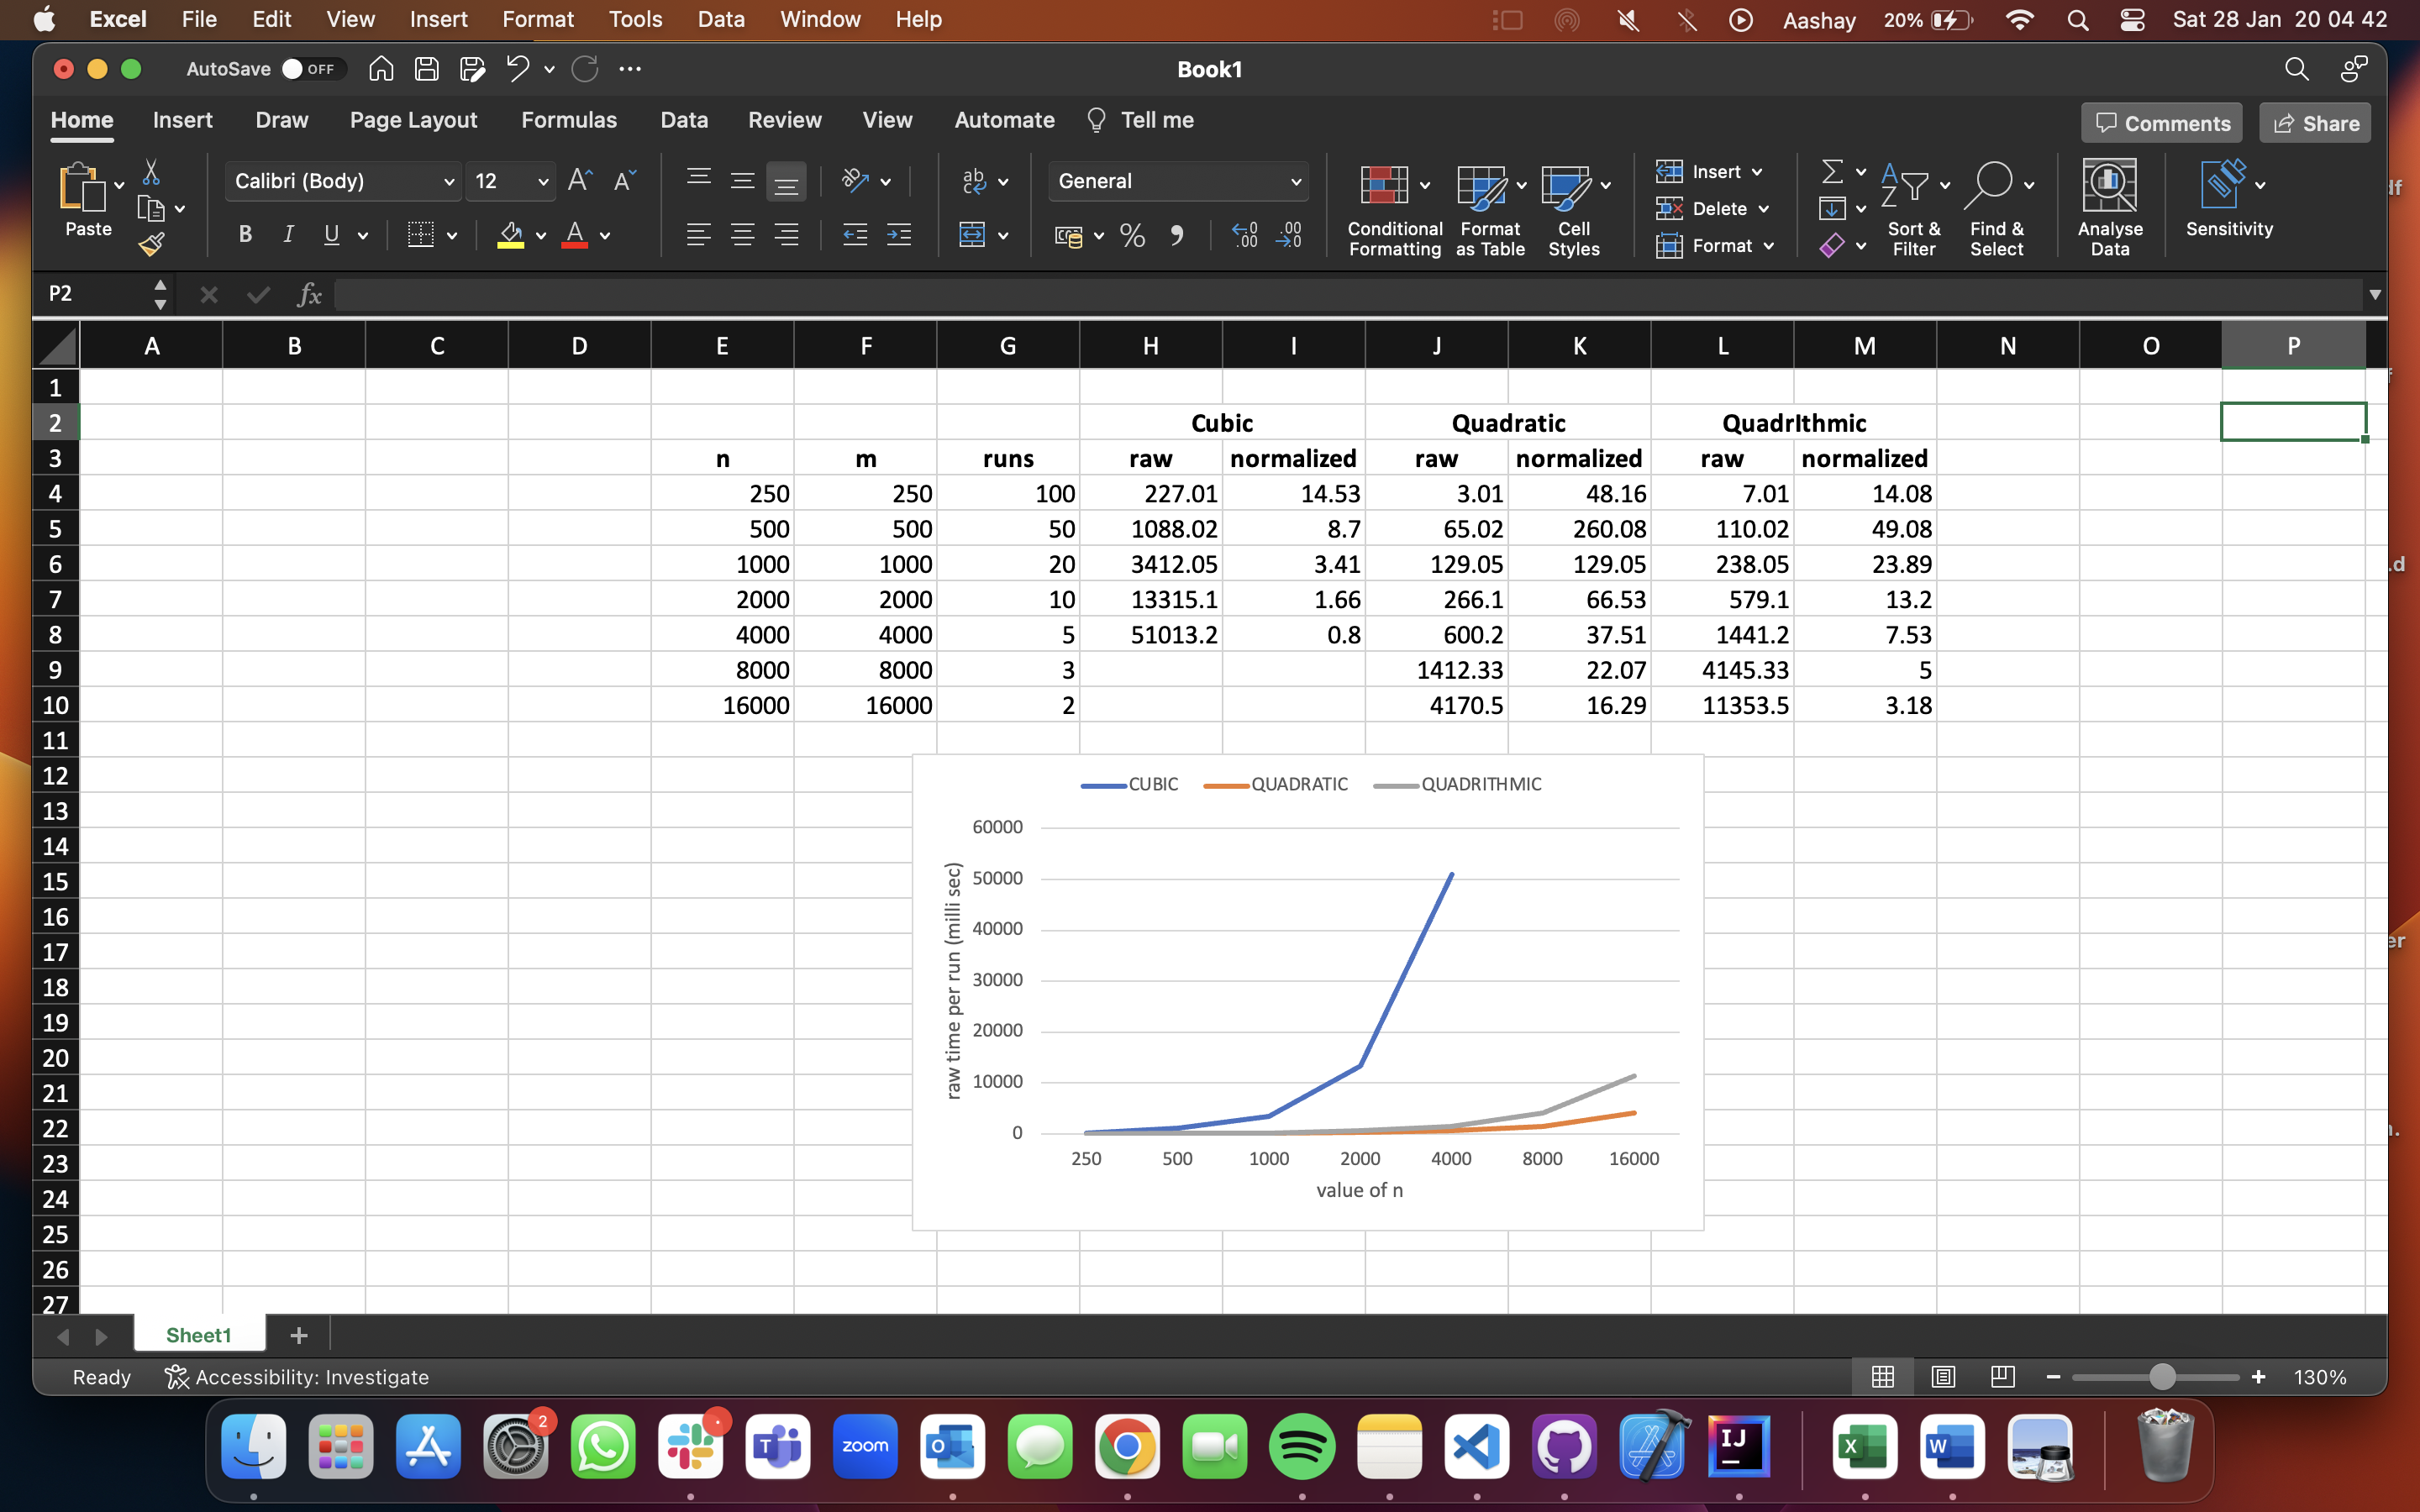 Excel File Edit View Insert Format Tools Data Window Help Aashay 20% Sat 28 Jan 20 04 42
AutoSave OFF Book1
Home Insert Draw Page Layout Formulas Data Review View Automate Tell me Comments Share
Paste Calibri (Body) 12 General Conditional Formatting Format as Table Cell Styles Insert Delete Format Sort & Filter Find & Select Analyse Data Sensitivity
P2 fx
A B C D E F G H I J K L M N O P
1
2 Cubic Quadratic QuadrIthmic
3 n m runs raw normalized raw normalized raw normalized
4 250 250 100 227.01 14.53 3.01 48.16 7.01 14.08
5 500 500 50 1088.02 8.7 65.02 260.08 110.02 49.08
6 1000 1000 20 3412.05 3.41 129.05 129.05 238.05 23.89
7 2000 2000 10 13315.1 1.66 266.1 66.53 579.1 13.2
8 4000 4000 5 51013.2 0.8 600.2 37.51 1441.2 7.53
9 8000 8000 3 1412.33 22.07 4145.33 5
10 16000 16000 2 4170.5 16.29 11353.5 3.18
11
12
13
14
15
16
17
18
19
20
21
22
23
24
25
26
27
CUBIC QUADRATIC QUADRITHMIC
60000
50000
40000
30000
20000
10000
0
raw time per run (milli sec)
250 500 1000 2000 4000 8000 16000
value of n
Sheet1 +
Ready Accessibility: Investigate 130%
2 zoom IJ